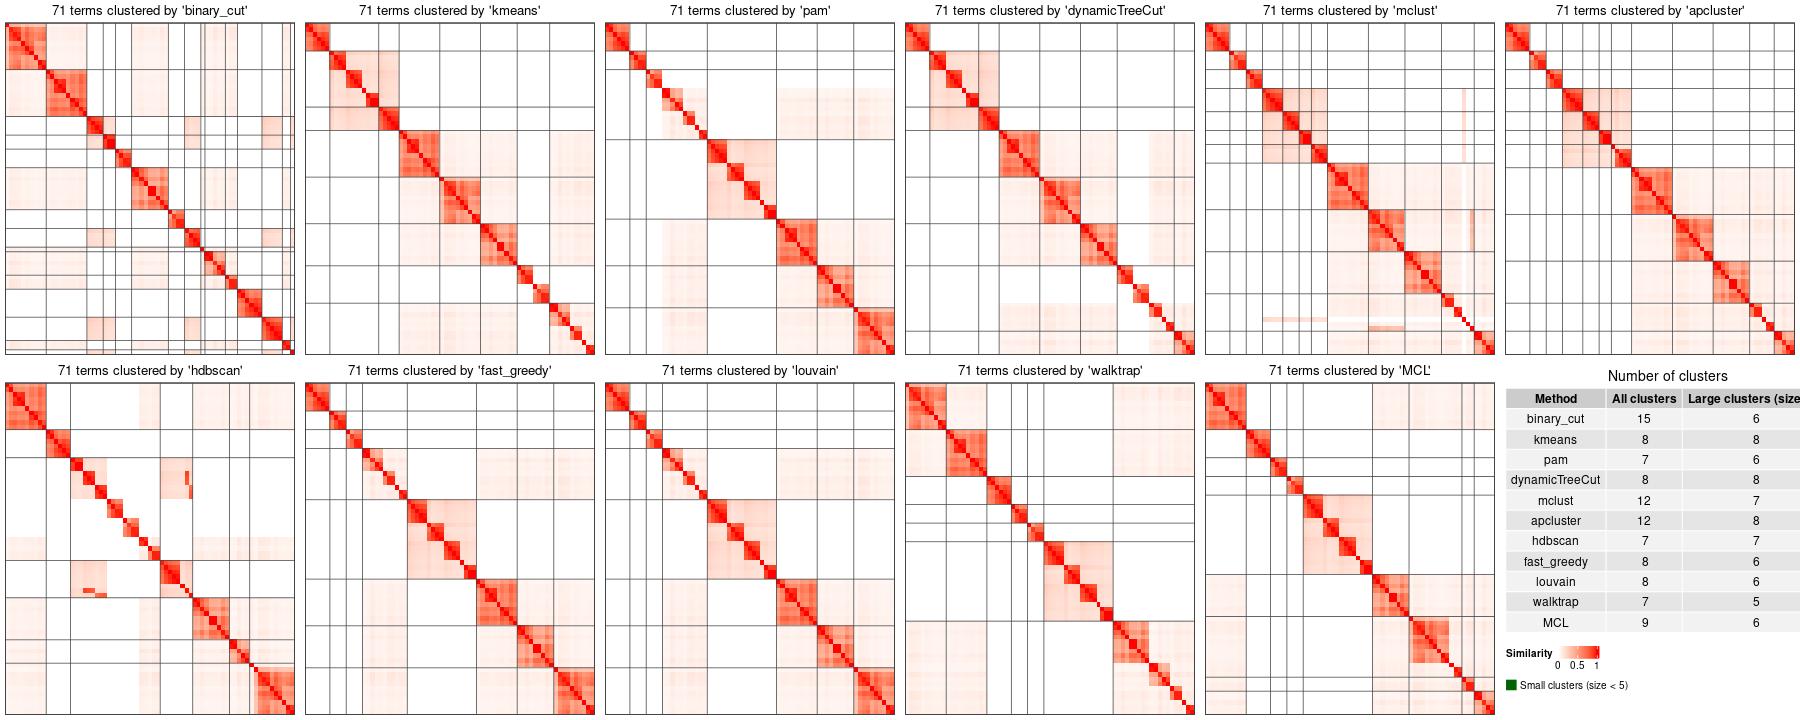 71 terms clustered by 'binary_cut'
71 terms clustered by 'kmeans'
71 terms clustered by 'pam'
71 terms clustered by 'dynamicTreeCut'
71 terms clustered by 'mclust'
71 terms clustered by 'apcluster'
71 terms clustered by 'hdbscan'
71 terms clustered by 'fast_greedy'
71 terms clustered by 'louvain'
71 terms clustered by 'walktrap'
71 terms clustered by 'MCL'
Number of clusters
Method All clusters Large clusters (size
binary_cut 15 6
kmeans 8 8
pam 7 6
dynamicTreeCut 8 8
mclust 12 7
apcluster 12 8
hdbscan 7 7
fast_greedy 8 6
louvain 8 6
walktrap 7 5
MCL 9 6
Similarity
0 0.5 1
Small clusters (size < 5)